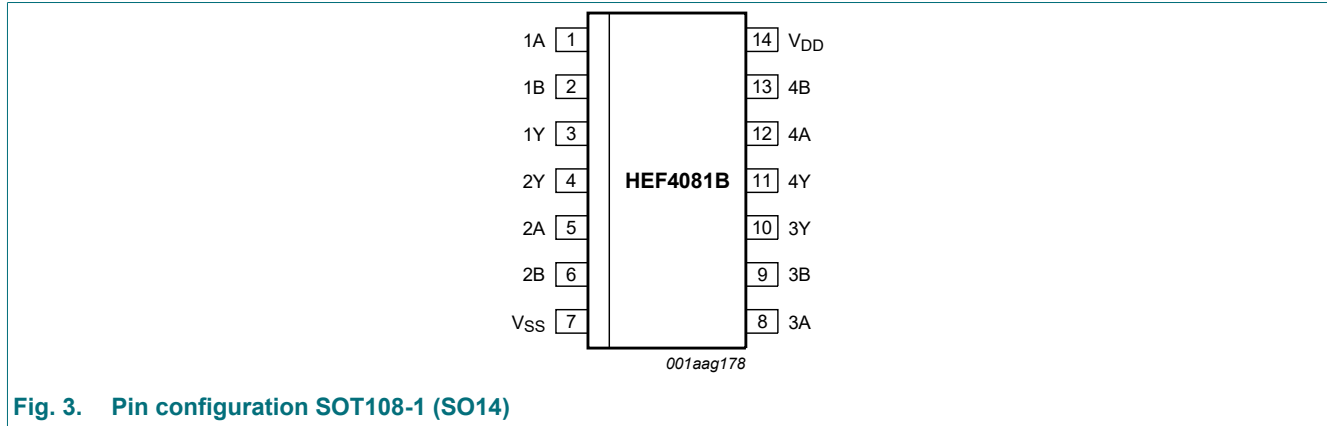 1A 1 14 VDD
1B 2 13 4B
1Y 3 12 4A
2Y 4 HEF4081B 11 4Y
2A 5 10 3Y
2B 6 9 3B
VSS 7 8 3A
001aag178
Fig. 3. Pin configuration SOT108-1 (SO14)